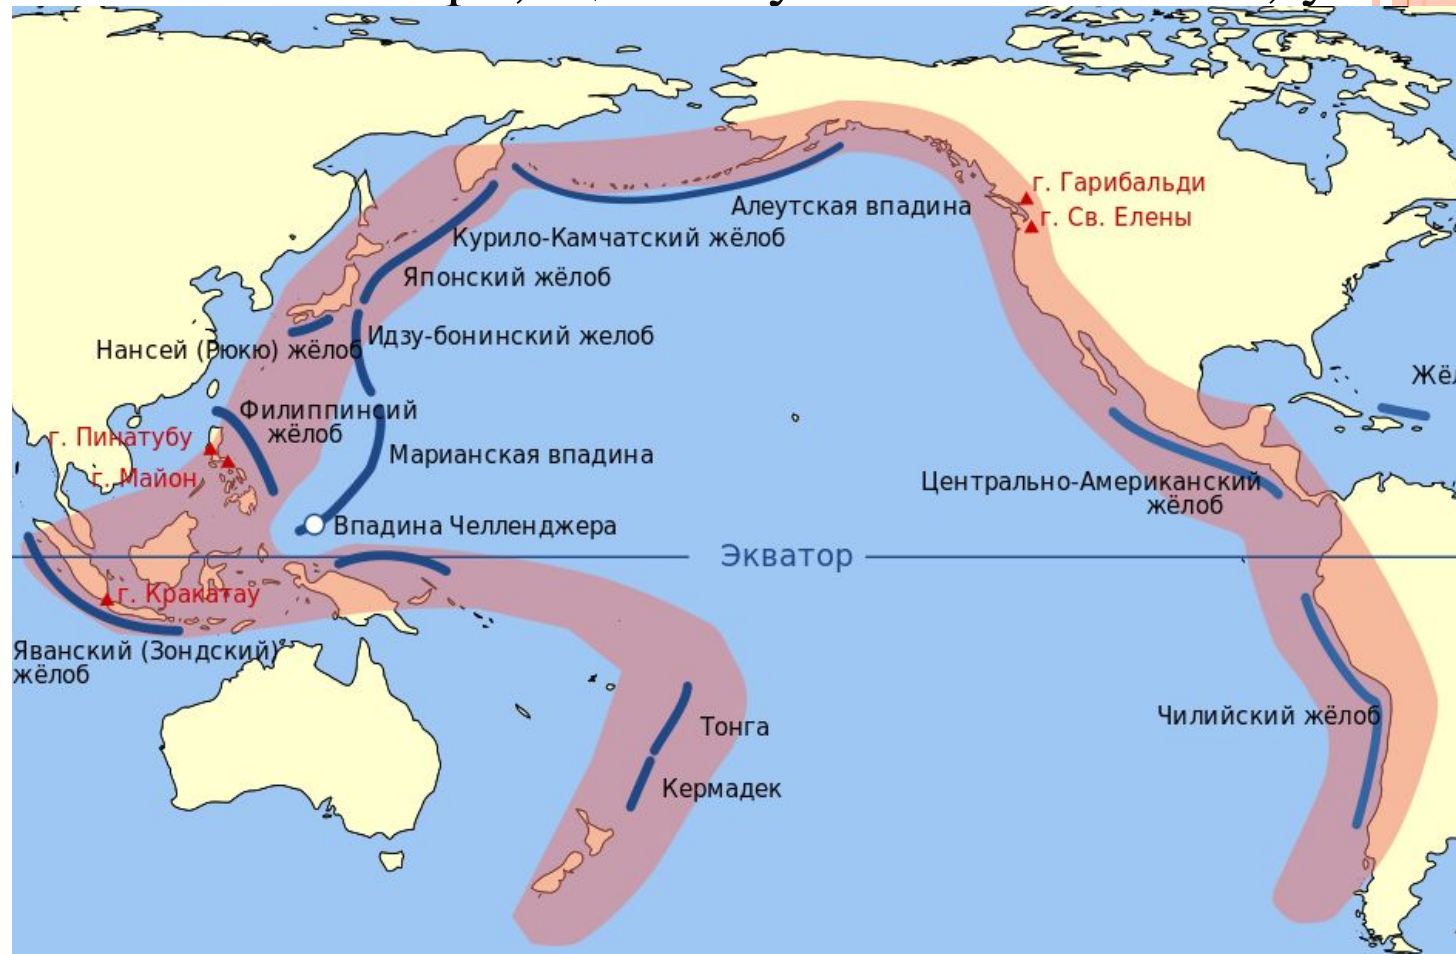 г. Гарибальди
Алеутская впадина
г. Св. Елены
Курило-Камчатский жёлоб
Японский жёлоб
Идзу-бонинский желоб
Нансей (Рюкю) жёлоб
Филиппинсий
жёлоб
г. Пинатубу
Марианская впадина
г. Майон
Центрально-Американский
жёлоб
Впадина Челленджера
Экватор
г. Кракатау
Яванский (Зондский)
жёлоб
Чилийский жёлоб
Тонга
Кермадек